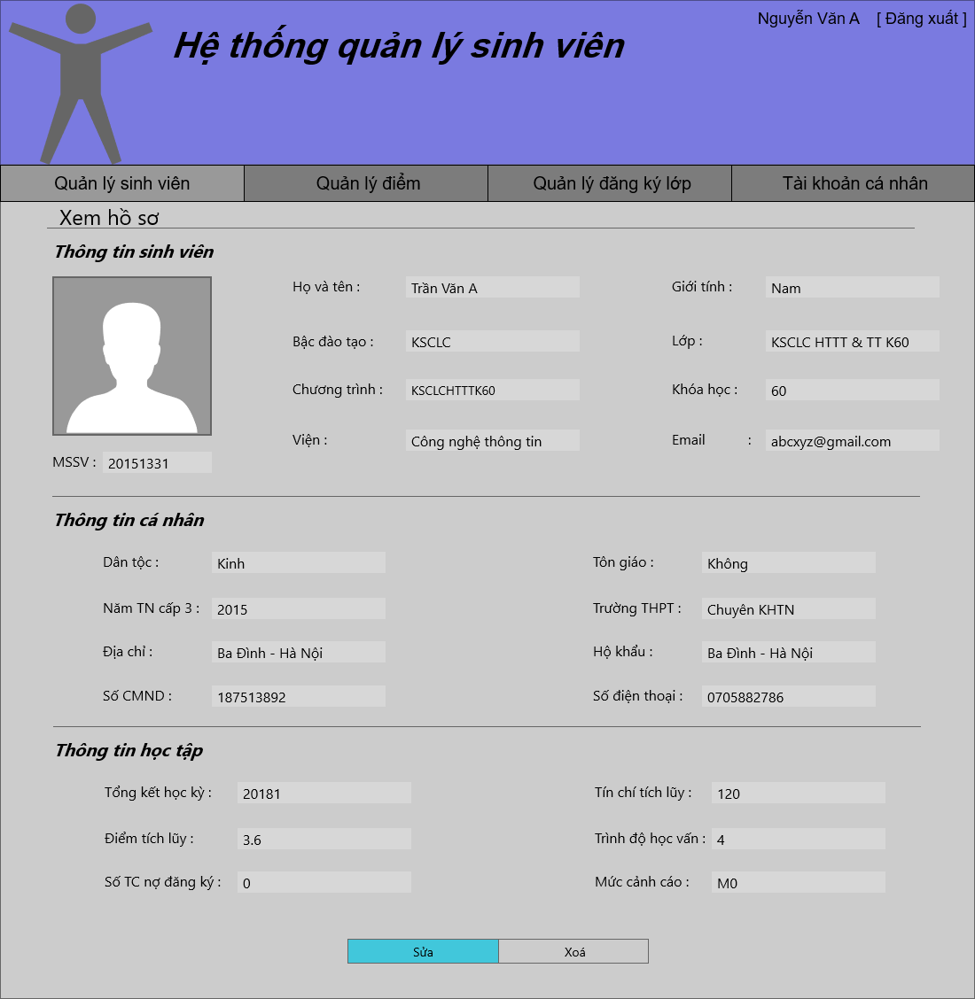 Nguyễn Văn A [ Đăng xuất ]
Hệ thống quản lý sinh viên
Quản lý sinh viên Quản lý điểm Quản lý đăng ký lớp Tài khoản cá nhân
Xem hồ sơ
Thông tin sinh viên
Họ và tên : Trần Văn A Giới tính : Nam
Bậc đào tạo : KSCLC Lớp : KSCLC HTTT & TT K60
Chương trình : KSCLCHTTTK60 Khóa học : 60
Viện : Công nghệ thông tin Email : abcxyz@gmail.com
MSSV : 20151331
Thông tin cá nhân
Dân tộc : Kinh Tôn giáo : Không
Năm TN cấp 3 : 2015 Trường THPT : Chuyên KHTN
Địa chỉ : Ba Đình - Hà Nội Hộ khẩu : Ba Đình - Hà Nội
Số CMND : 187513892 Số điện thoại : 0705882786
Thông tin học tập
Tổng kết học kỳ : 20181 Tín chí tích lũy : 120
Điểm tích lũy : 3.6 Trình độ học vấn : 4
Số TC nợ đăng ký : 0 Mức cảnh cáo : M0
Sửa Xoá